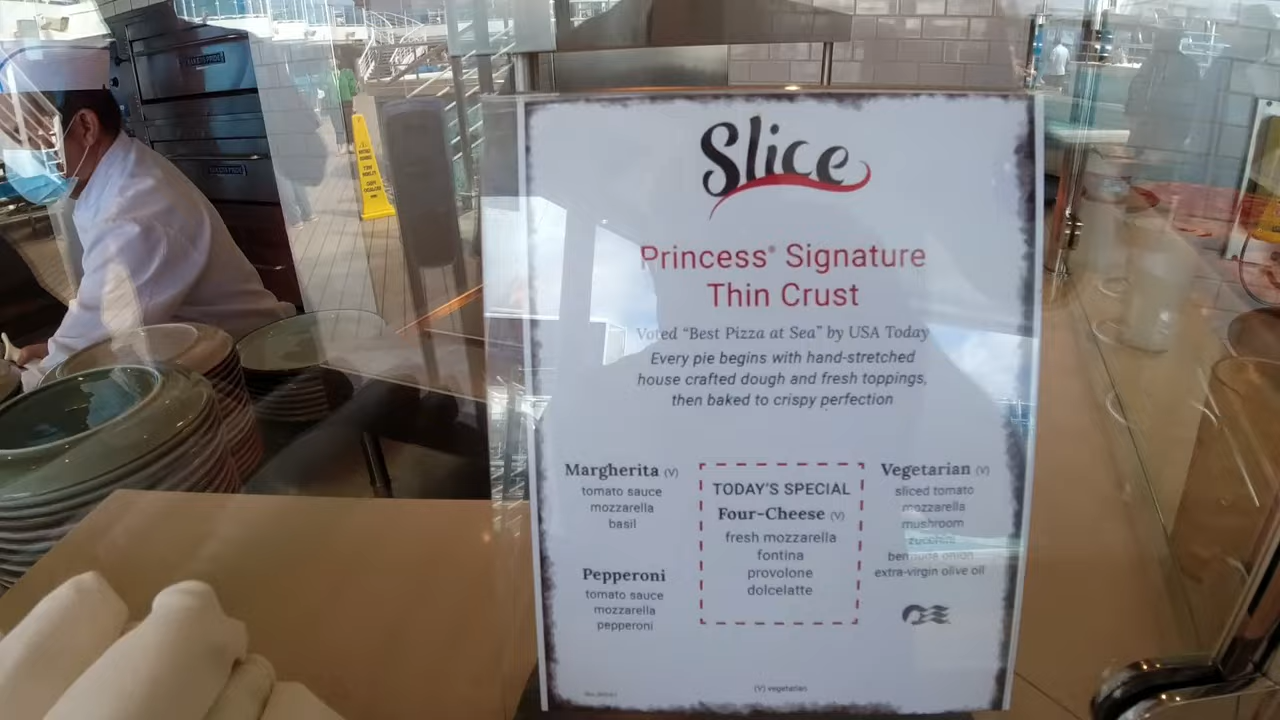 Slice
Princess® Signature
Thin Crust
Voted “Best Pizza at Sea” by USA Today
Every pie begins with hand-stretched
house crafted dough and fresh toppings,
then baked to crispy perfection
Margherita (V)
tomato sauce
mozzarella
basil
Pepperoni
tomato sauce
mozzarella
pepperoni
TODAY'S SPECIAL
Four-Cheese (V)
fresh mozzarella
fontina
provolone
dolcelatte
Vegetarian (V)
sliced tomato
mozzarella
mushroom
zucchini
bermuda onion
extra-virgin olive oil
(V) vegetarian